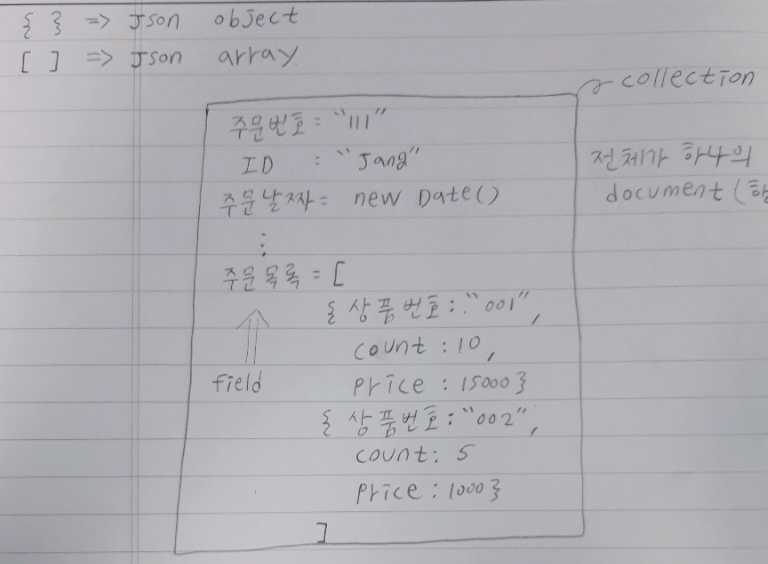 { } => Json object
[ ] => Json array
collection
주문번호 : "111"
ID : "Jang"
전체가 하나의
주문날짜 = new Date()
document (행
⋮
주문목록 = [
{ 상품번호 : "001",
count : 10,
field
price : 15000 }
{ 상품번호 : "002",
count : 5
price : 1000 }
]